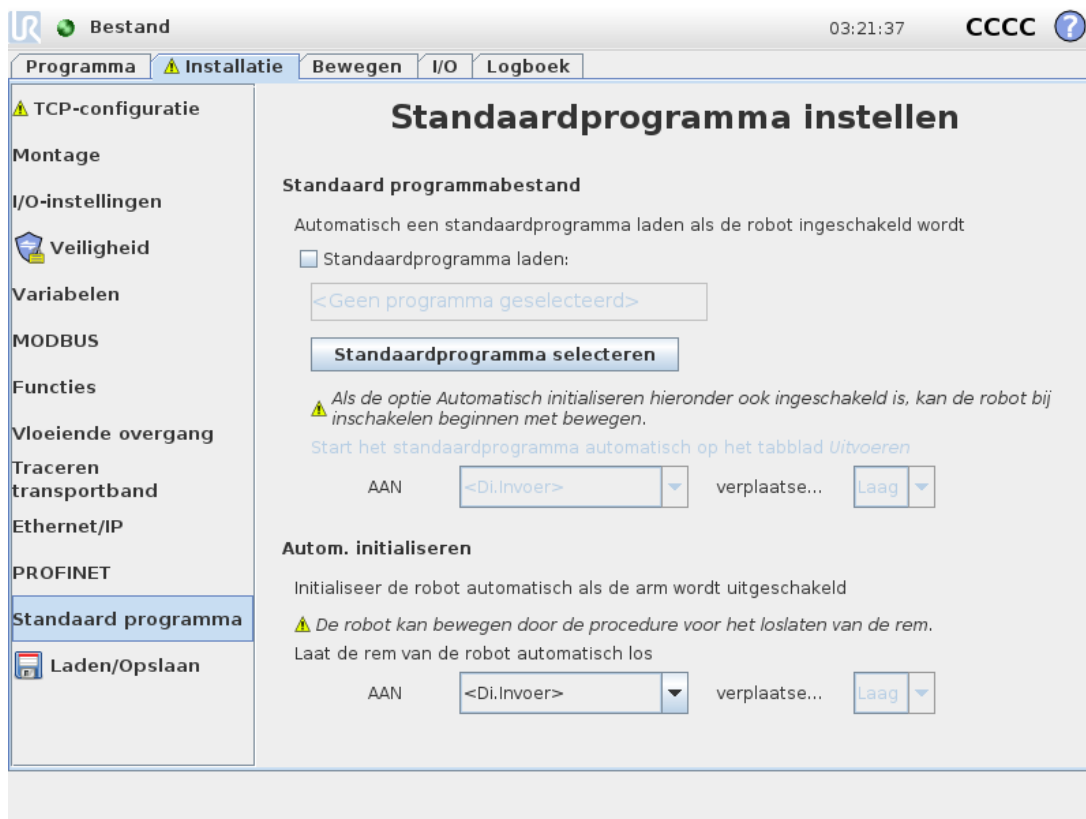 UR
Bestand
03:21:37
CCCC
?
Programma
Installatie
Bewegen
I/O
Logboek
TCP-configuratie
Montage
I/O-instellingen
Veiligheid
Variabelen
MODBUS
Functies
Vloeiende overgang
Traceren
transportband
Ethernet/IP
PROFINET
Standaard programma
Laden/Opslaan
Standaardprogramma instellen
Standaard programmabestand
Automatisch een standaardprogramma laden als de robot ingeschakeld wordt
Standaardprogramma laden:
<Geen programma geselecteerd>
Standaardprogramma selecteren
Als de optie Automatisch initialiseren hieronder ook ingeschakeld is, kan de robot bij
inschakelen beginnen met bewegen.
Start het standaardprogramma automatisch op het tabblad Uitvoeren
AAN <Di.Invoer> verplaatse... Laag
Autom. initialiseren
Initialiseer de robot automatisch als de arm wordt uitgeschakeld
De robot kan bewegen door de procedure voor het loslaten van de rem.
Laat de rem van de robot automatisch los
AAN <Di.Invoer> verplaatse... Laag